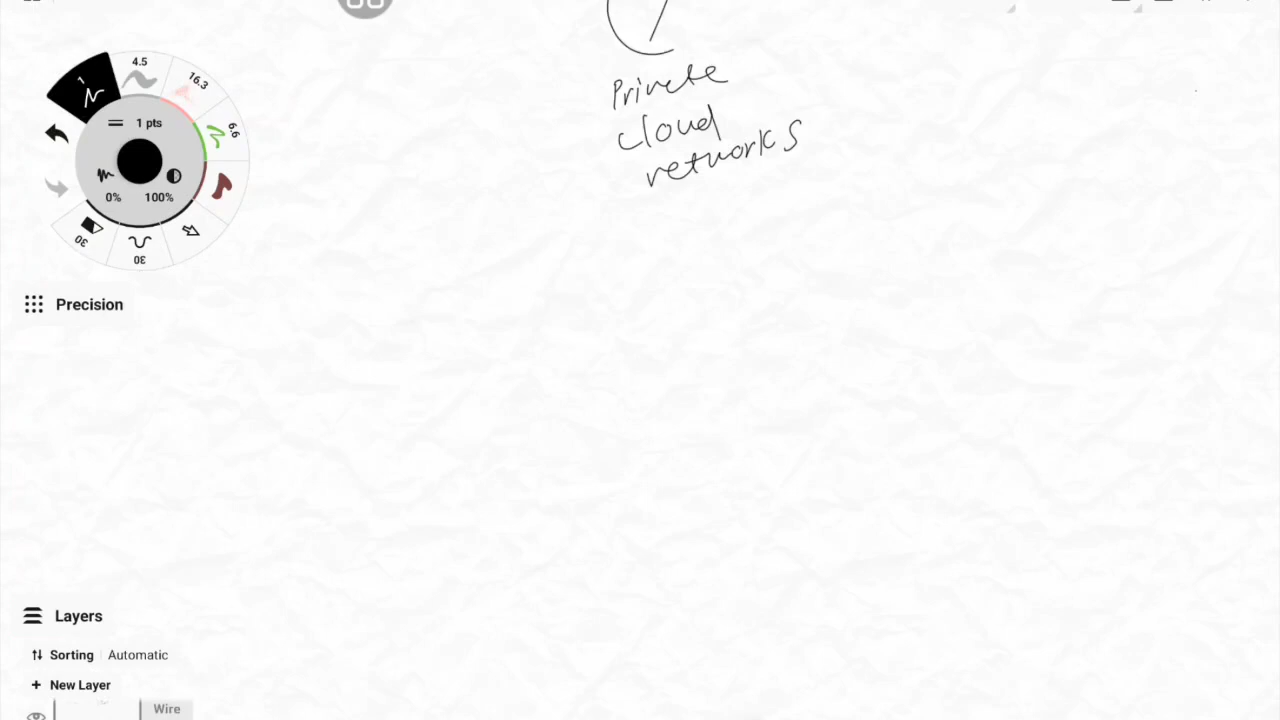 4.5
16.3
6.6
1
1 pts
0%
100%
30
30
Private
cloud
networks
Precision
Layers
Sorting
Automatic
+ New Layer
Wire